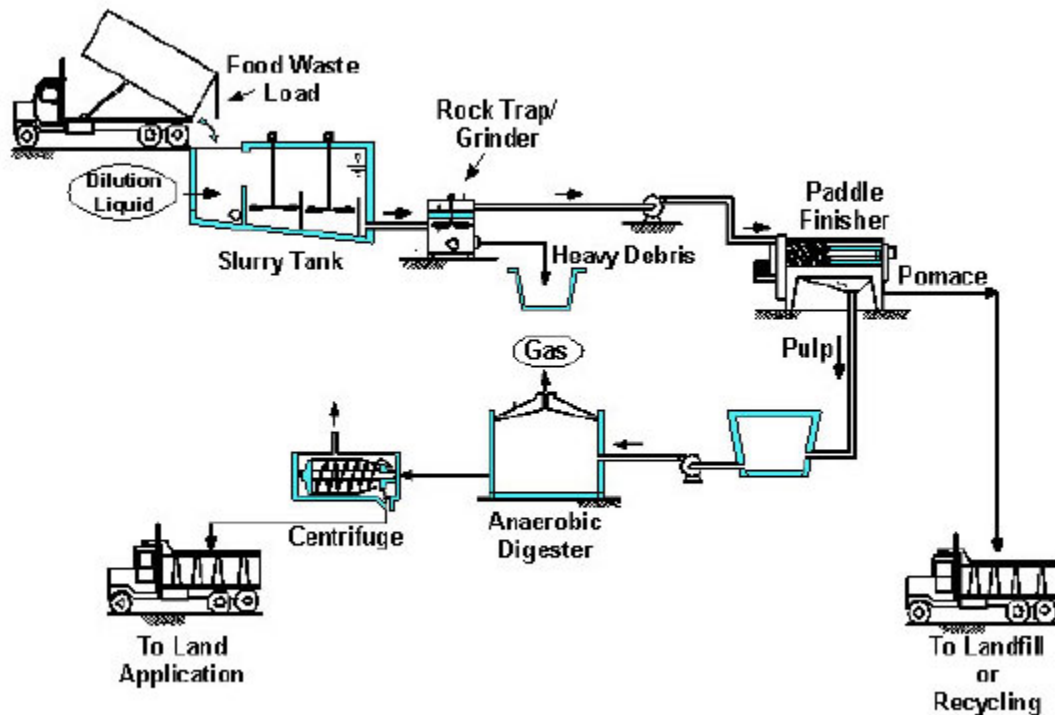 Food Waste
Load
Rock Trap/
Grinder
Dilution
Liquid
Paddle
Finisher
Slurry Tank
Heavy Debris
Pomace
Gas
Pulp
Centrifuge
Anaerobic
Digester
To Land
Application
To Landfill
or
Recycling